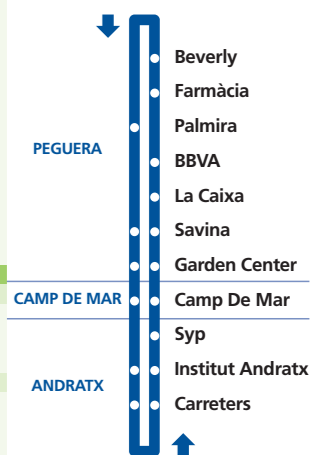 Beverly
Farmàcia
Palmira
PEGUERA
BBVA
La Caixa
Savina
Garden Center
CAMP DE MAR
Camp De Mar
Syp
Institut Andratx
ANDRATX
Carreters